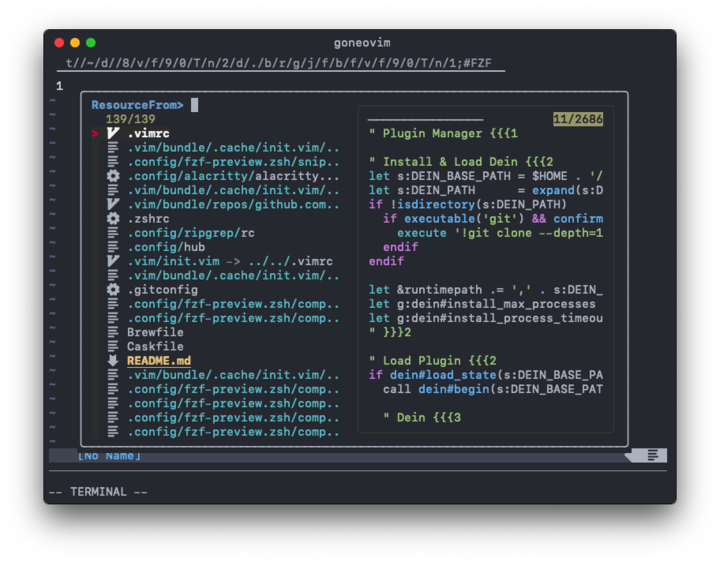 goneovim
t//~/d//8/v/f/9/0/T/n/2/d/./b/r/g/j/f/b/f/v/f/9/0/T/n/1;#FZF
1
ResourceFrom>
139/139
> .vimrc
.vim/bundle/.cache/init.vim/..
.config/fzf-preview.zsh/snip..
.config/alacritty/alacritty...
.vim/bundle/.cache/init.vim/..
.vim/bundle/repos/github.com..
.zshrc
.config/ripgrep/rc
.config/hub
.vim/init.vim -> ../../.vimrc
.vim/bundle/.cache/init.vim/..
.gitconfig
.config/fzf-preview.zsh/comp..
.config/fzf-preview.zsh/comp..
Brewfile
Caskfile
README.md
.vim/bundle/.cache/init.vim/..
.config/fzf-preview.zsh/comp..
.config/fzf-preview.zsh/comp..
.config/fzf-preview.zsh/comp..
.config/fzf-preview.zsh/comp..
11/2686
" Plugin Manager {{{1
" Install & Load Dein {{{2
let s:DEIN_BASE_PATH = $HOME . '/
let s:DEIN_PATH      = expand(s:D
if !isdirectory(s:DEIN_PATH)
  if executable('git') && confirm
    execute '!git clone --depth=1
  endif
endif
let &runtimepath .= ',' . s:DEIN_
let g:dein#install_max_processes
let g:dein#install_process_timeou
" }}}2
" Load Plugin {{{2
if dein#load_state(s:DEIN_BASE_PA
  call dein#begin(s:DEIN_BASE_PAT
  " Dein {{{3
[No Name]
-- TERMINAL --